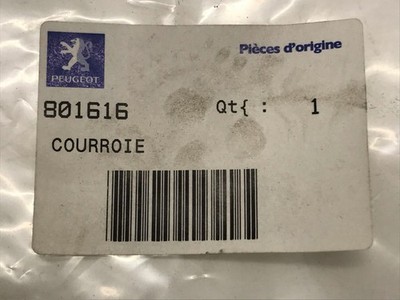 PEUGEOT
Pièces d'origine
801616 Qt{ : 1
COURROIE